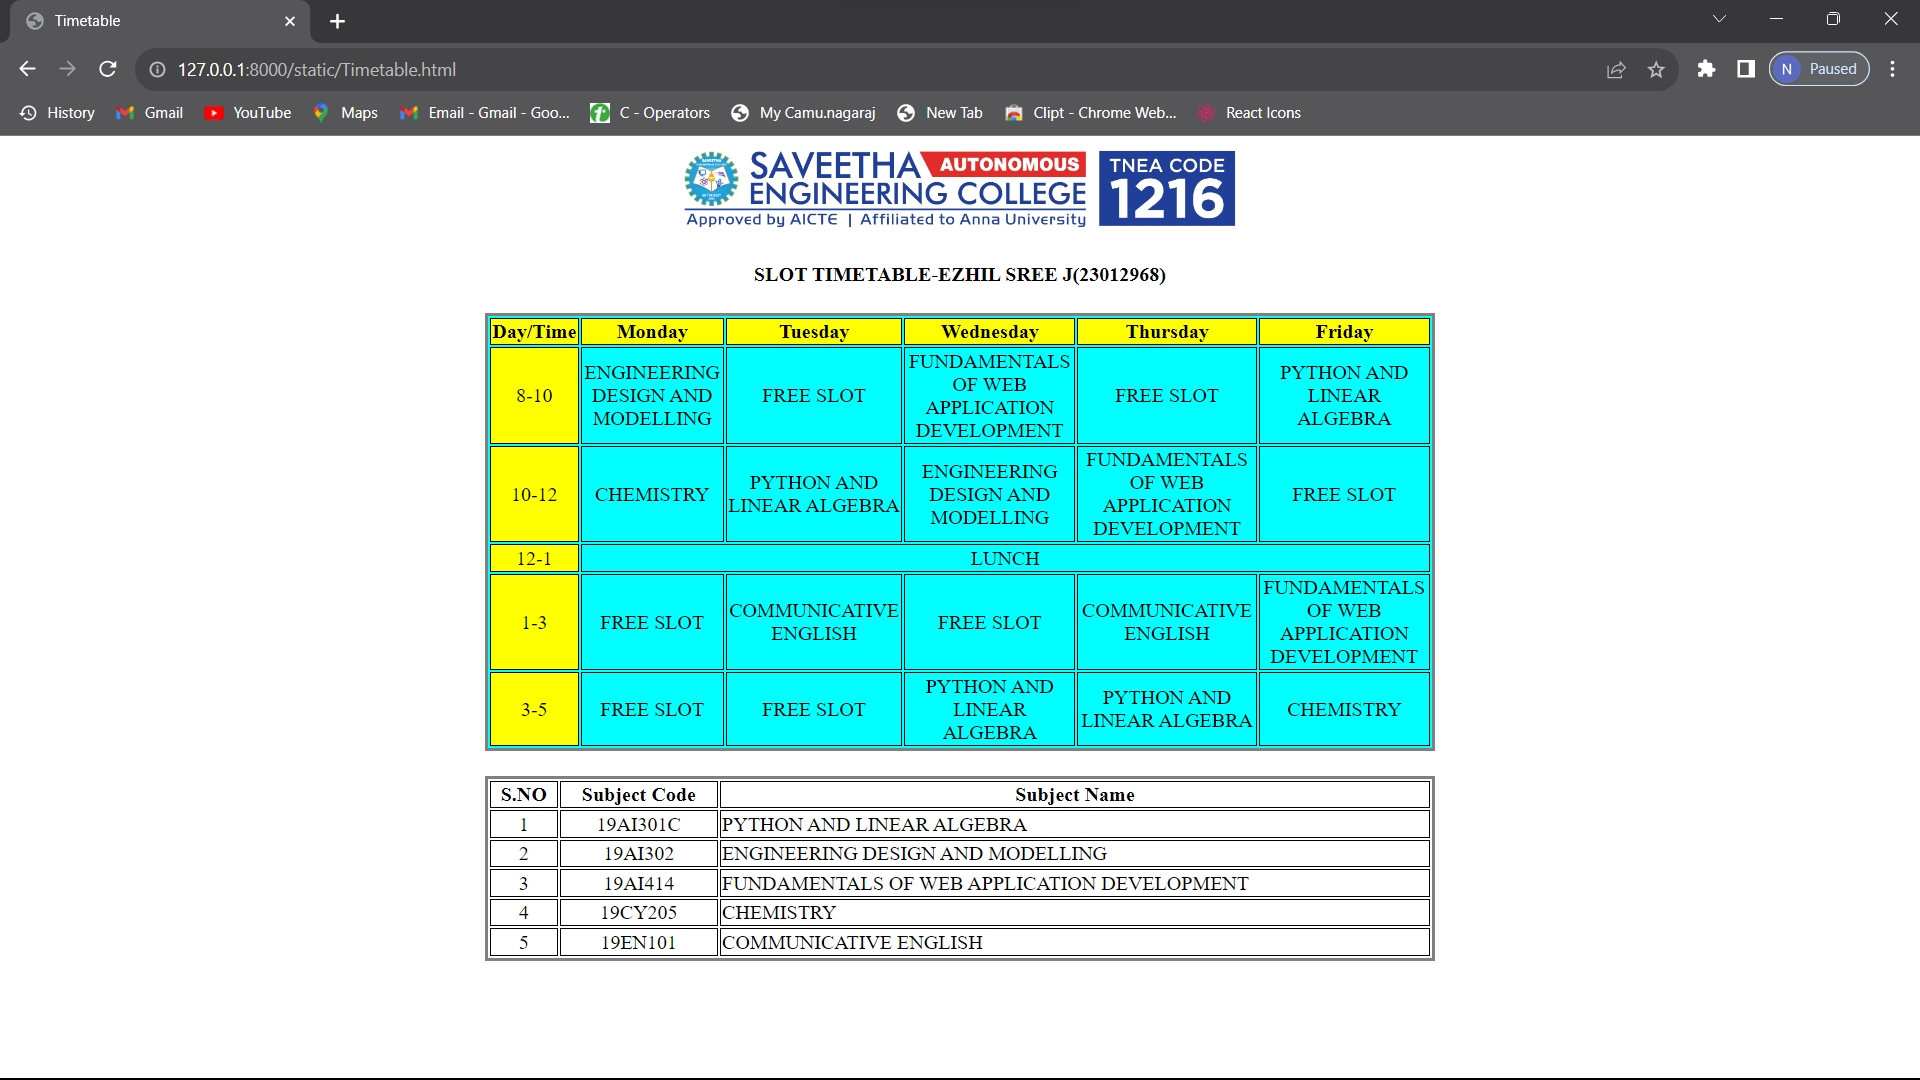 Timetable
127.0.0.1:8000/static/Timetable.html
N Paused
History Gmail YouTube Maps Email - Gmail - Goo... C - Operators My Camu.nagaraj New Tab Clipt - Chrome Web... React Icons
SAVEETHA AUTONOMOUS
ENGINEERING COLLEGE
Approved by AICTE | Affiliated to Anna University
TNEA CODE
1216
SLOT TIMETABLE-EZHIL SREE J(23012968)
Day/Time Monday Tuesday Wednesday Thursday Friday
8-10
ENGINEERING
DESIGN AND
MODELLING
FREE SLOT
FUNDAMENTALS
OF WEB
APPLICATION
DEVELOPMENT
FREE SLOT
PYTHON AND
LINEAR
ALGEBRA
10-12
CHEMISTRY
PYTHON AND
LINEAR ALGEBRA
ENGINEERING
DESIGN AND
MODELLING
FUNDAMENTALS
OF WEB
APPLICATION
DEVELOPMENT
FREE SLOT
12-1 LUNCH
1-3
FREE SLOT
COMMUNICATIVE
ENGLISH
FREE SLOT
COMMUNICATIVE
ENGLISH
FUNDAMENTALS
OF WEB
APPLICATION
DEVELOPMENT
3-5
FREE SLOT
FREE SLOT
PYTHON AND
LINEAR
ALGEBRA
PYTHON AND
LINEAR ALGEBRA
CHEMISTRY
S.NO Subject Code Subject Name
1 19AI301C PYTHON AND LINEAR ALGEBRA
2 19AI302 ENGINEERING DESIGN AND MODELLING
3 19AI414 FUNDAMENTALS OF WEB APPLICATION DEVELOPMENT
4 19CY205 CHEMISTRY
5 19EN101 COMMUNICATIVE ENGLISH